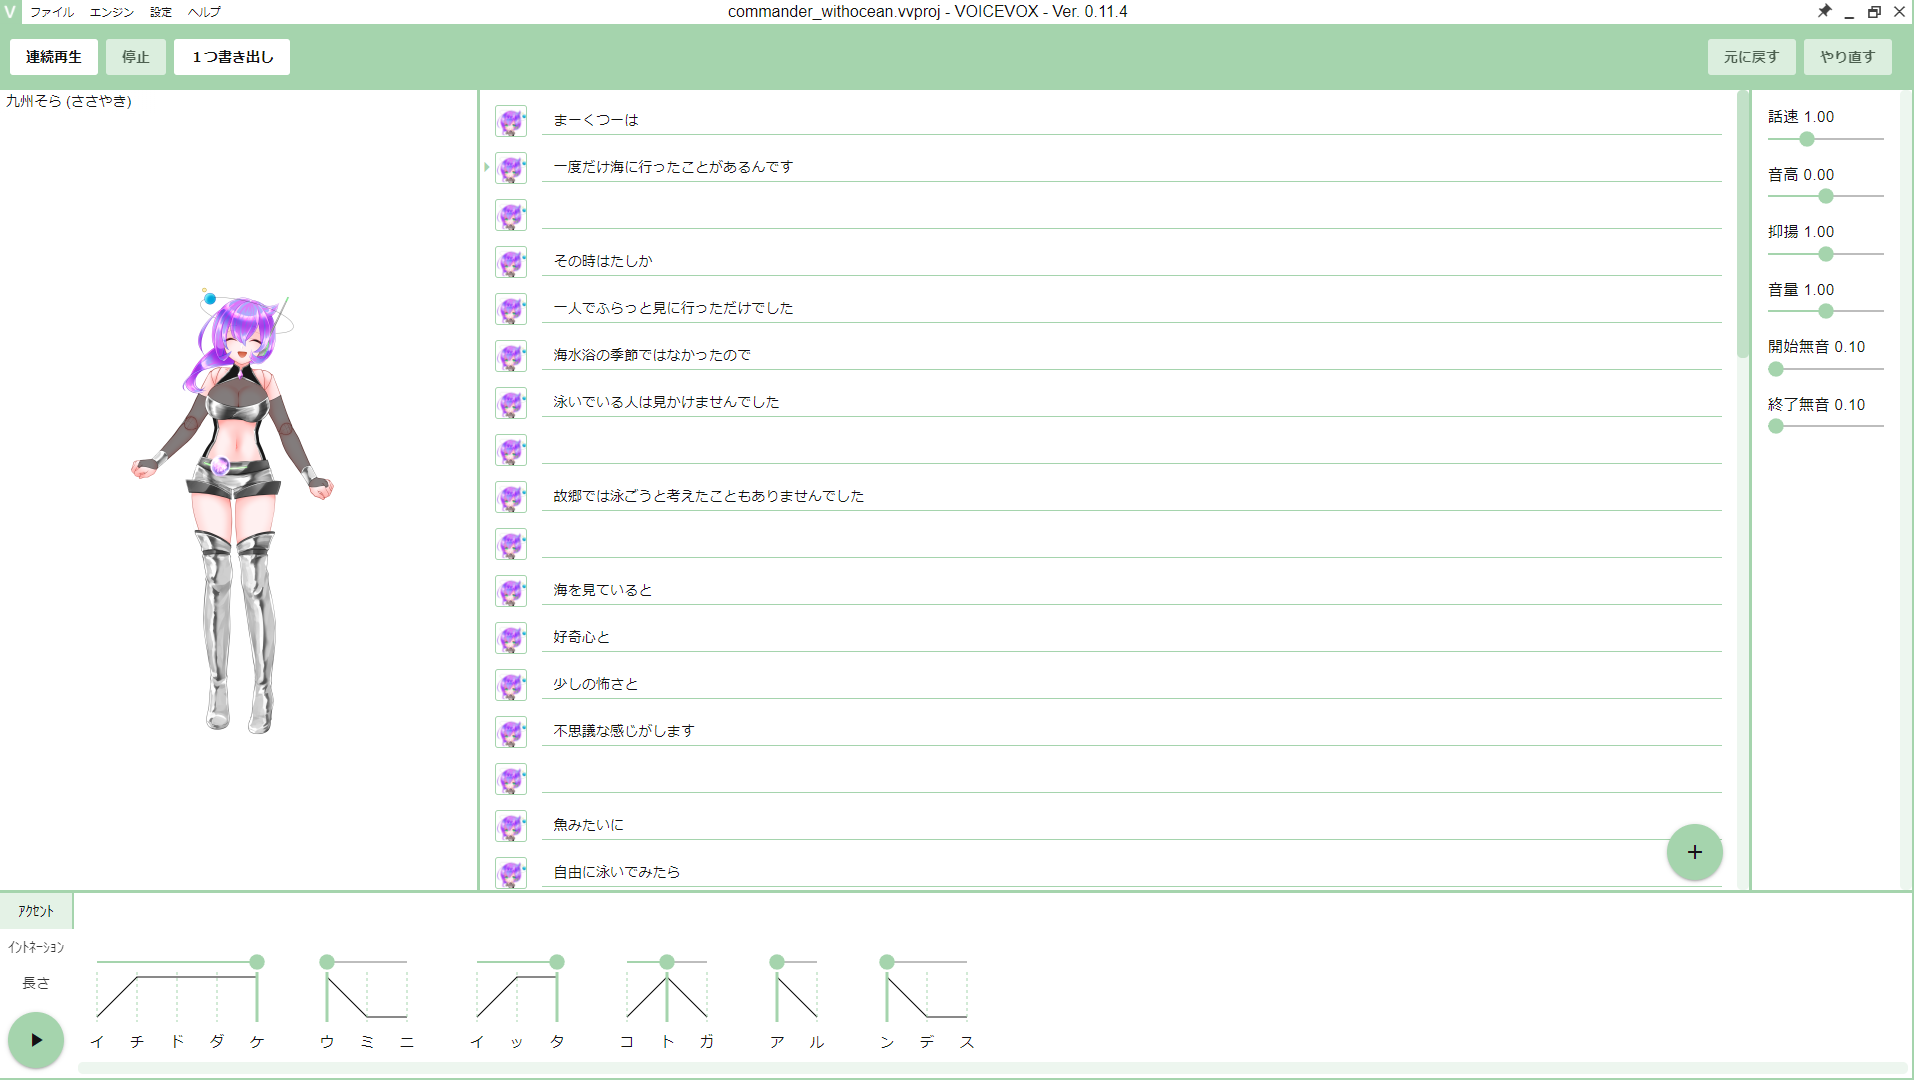 V ファイル エンジン 設定 ヘルプ commander_withocean.vvproj - VOICEVOX - Ver. 0.11.4
連続再生 停止 1つ書き出し 元に戻す やり直す
九州そら (ささやき)
まーくつーは
一度だけ海に行ったことがあるんです
その時はたしか
一人でふらっと見に行っただけでした
海水浴の季節ではなかったので
泳いでいる人は見かけませんでした
故郷では泳ごうと考えたこともありませんでした
海を見ていると
好奇心と
少しの怖さと
不思議な感じがします
魚みたいに
自由に泳いでみたら
+
話速 1.00
音高 0.00
抑揚 1.00
音量 1.00
開始無音 0.10
終了無音 0.10
アクセント
イントネーション
長さ
イ チ ド ダ ケ ウ ミ ニ イ ッ タ コ ト ガ ア ル ン デ ス